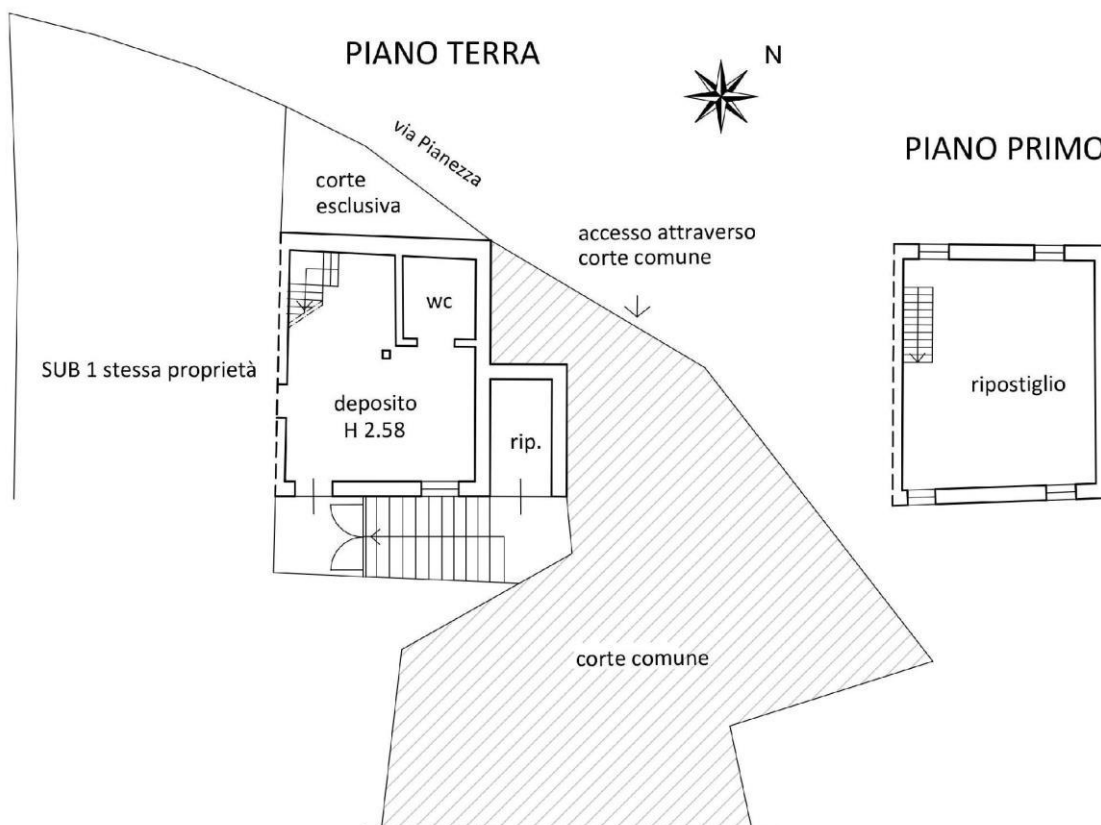 PIANO TERRA
N
via Pianezza
PIANO PRIMO
corte
esclusiva
accesso attraverso
corte comune
wc
SUB 1 stessa proprietà
deposito
H 2.58
rip.
ripostiglio
corte comune